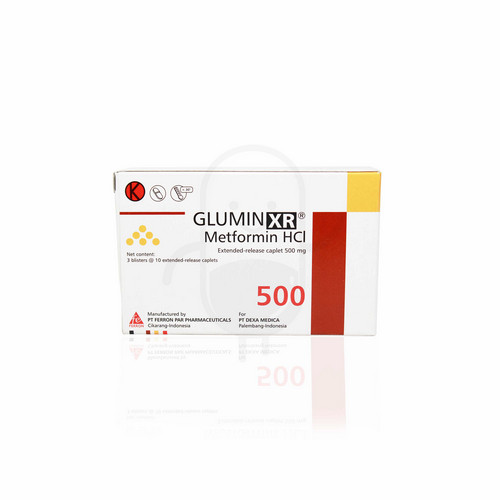 K
GLUMIN XR®
Metformin HCl
Extended-release caplet 500 mg
Net content:
3 blisters @ 10 extended-release caplets
500
Manufactured by
PT FERRON PAR PHARMACEUTICALS
Cikarang-Indonesia
For
PT DEXA MEDICA
Palembang-Indonesia
FERRON